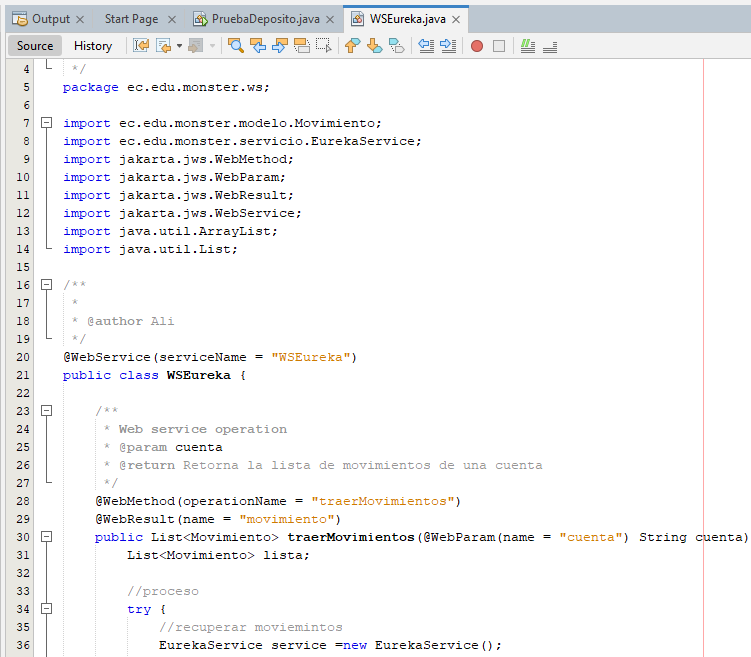 Output × Start Page × PruebaDeposito.java × WSEureka.java ×
Source History
4 */
5 package ec.edu.monster.ws;
6
7 import ec.edu.monster.modelo.Movimiento;
8 import ec.edu.monster.servicio.EurekaService;
9 import jakarta.jws.WebMethod;
10 import jakarta.jws.WebParam;
11 import jakarta.jws.WebResult;
12 import jakarta.jws.WebService;
13 import java.util.ArrayList;
14 import java.util.List;
15
16 /**
17 *
18 * @author Ali
19 */
20 @WebService(serviceName = "WSEureka")
21 public class WSEureka {
22
23 /**
24 * Web service operation
25 * @param cuenta
26 * @return Retorna la lista de movimientos de una cuenta
27 */
28 @WebMethod(operationName = "traerMovimientos")
29 @WebResult(name = "movimiento")
30 public List<Movimiento> traerMovimientos(@WebParam(name = "cuenta") String cuenta)
31 List<Movimiento> lista;
32
33 //proceso
34 try {
35 //recuperar moviemintos
36 EurekaService service =new EurekaService();